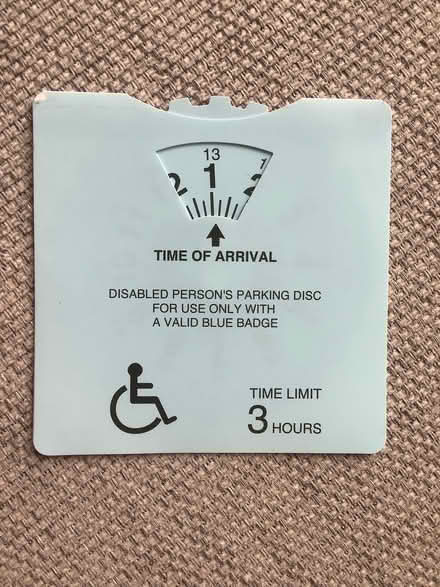 13
1
TIME OF ARRIVAL
DISABLED PERSON'S PARKING DISC
FOR USE ONLY WITH
A VALID BLUE BADGE
TIME LIMIT
3 HOURS